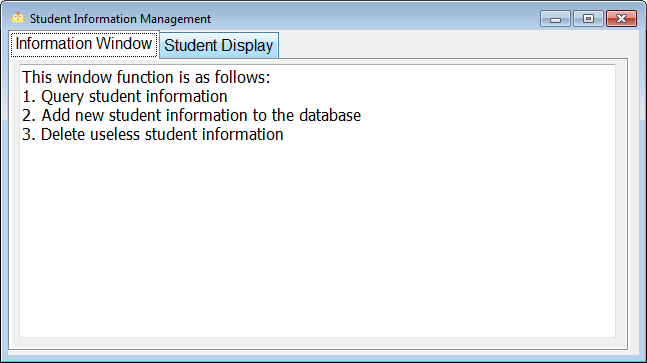 Student Information Management
Information Window
Student Display
This window function is as follows:
1. Query student information
2. Add new student information to the database
3. Delete useless student information